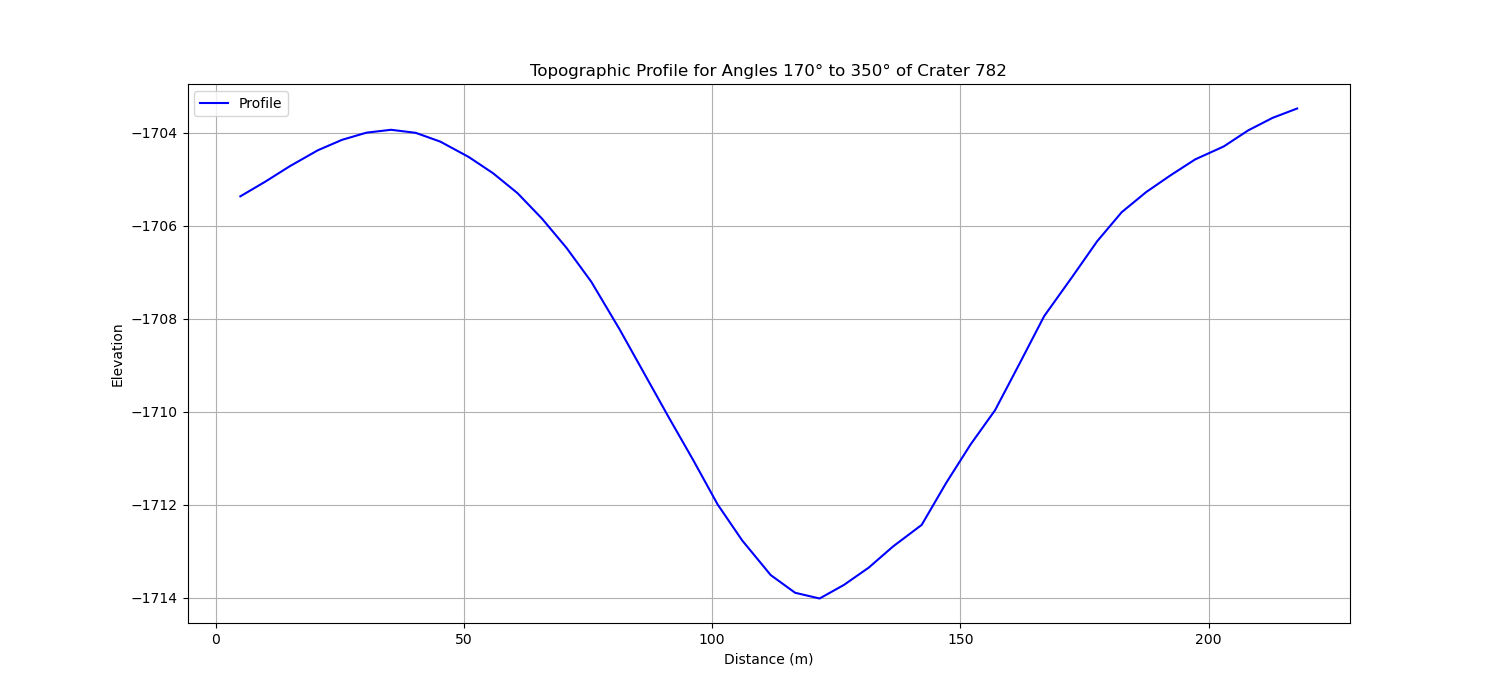 Topographic Profile for Angles 170° to 350° of Crater 782
Profile
−1704
−1706
−1708
−1710
−1712
−1714
Elevation
0
50
100
150
200
Distance (m)